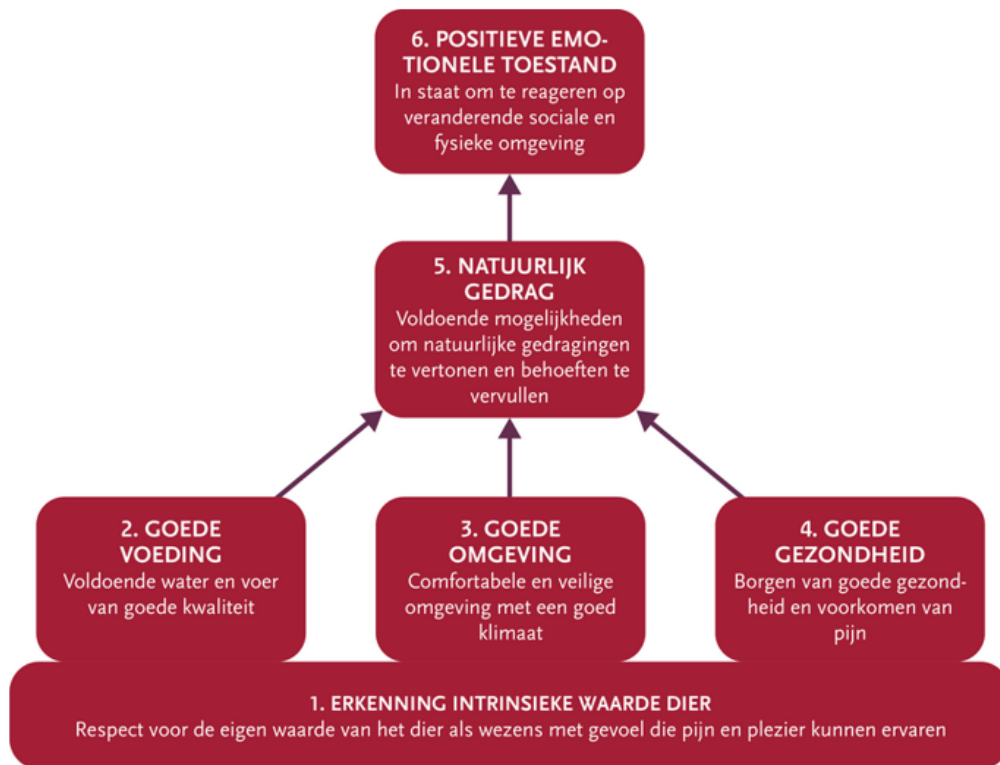 6. POSITIEVE EMO-
TIONELE TOESTAND
In staat om te reageren op
veranderende sociale en
fysieke omgeving
5. NATUURLIJK
GEDRAG
Voldoende mogelijkheden
om natuurlijke gedragingen
te vertonen en behoeften te
vervullen
2. GOEDE
VOEDING
Voldoende water en voer
van goede kwaliteit
3. GOEDE
OMGEVING
Comfortabele en veilige
omgeving met een goed
klimaat
4. GOEDE
GEZONDHEID
Borgen van goede gezond-
heid en voorkomen van
pijn
1. ERKENNING INTRINSIEKE WAARDE DIER
Respect voor de eigen waarde van het dier als wezens met gevoel die pijn en plezier kunnen ervaren